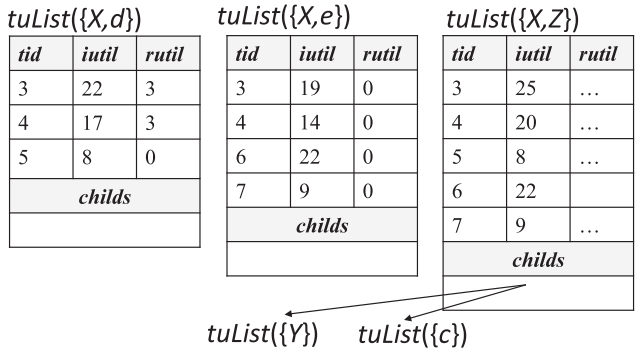 tuList({X,d})
tid iutil rutil
3 22 3
4 17 3
5 8 0
childs
tuList({X,e})
tid iutil rutil
3 19 0
4 14 0
6 22 0
7 9 0
childs
tuList({X,Z})
tid iutil rutil
3 25 ...
4 20 ...
5 8 ...
6 22
7 9 ...
childs
tuList({Y}) tuList({c})